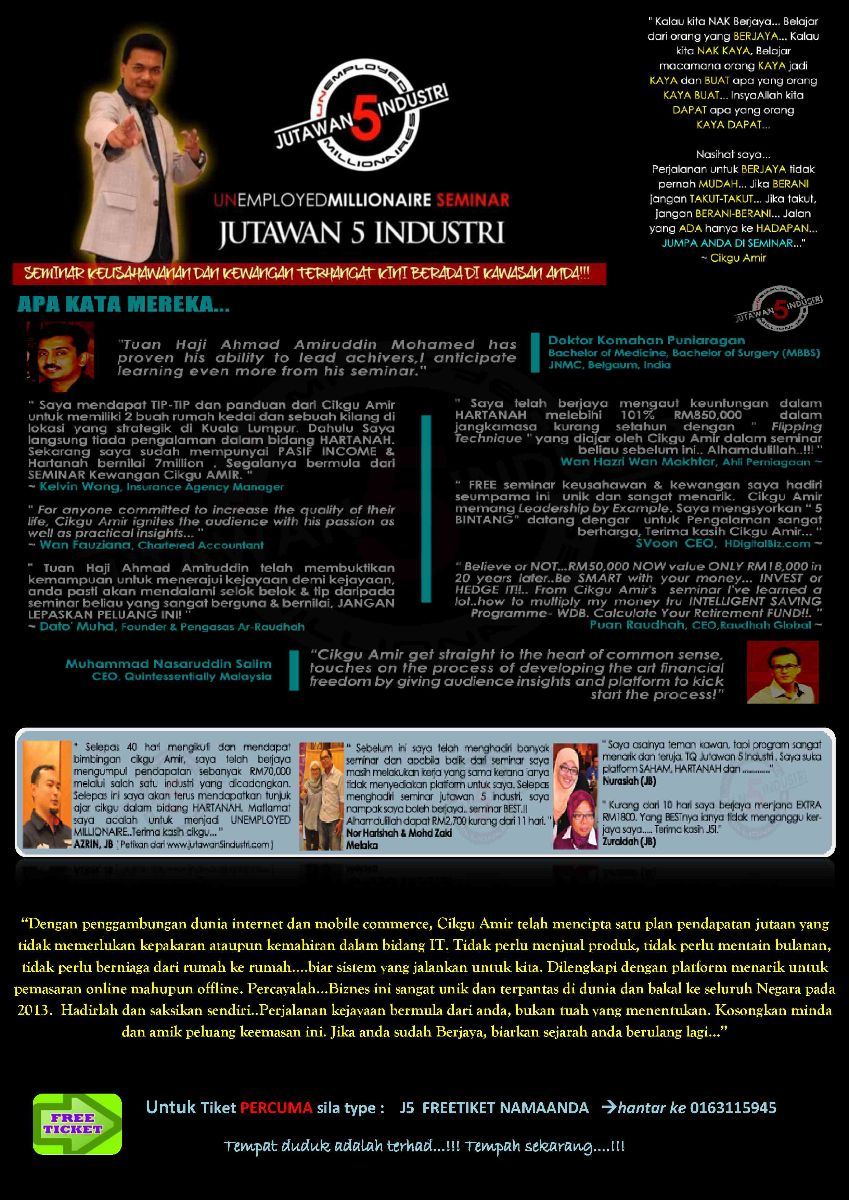 " Kalau kita NAK Berjaya... Belajar
dari orang yang BERJAYA... Kalau
kita NAK KAYA, Belajar
macamana orang KAYA jadi
KAYA dan BUAT apa yang orang
KAYA BUAT... InsyaAllah kita
DAPAT apa yang orang
KAYA DAPAT...
Nasihat saya...
Perjalanan untuk BERJAYA tidak
pernah MUDAH... Jika BERANI
jangan TAKUT-TAKUT... Jika takut,
jangan BERANI-BERANI... Jalan
yang ADA hanya ke HADAPAN...
JUMPA ANDA DI SEMINAR..."
~ Cikgu Amir
UNEMPLOYED
JUTAWAN 5 INDUSTRI
MILLIONAIRES
UNEMPLOYEDMILLIONAIRE SEMINAR
JUTAWAN 5 INDUSTRI
SEMINAR KEUSAHAWANAN DAN KEWANGAN TERHANGAT KINI BERADA DI KAWASAN ANDA!!!
APA KATA MEREKA...
JUTAWAN 5 INDUSTRI
"Tuan Haji Ahmad Amiruddin Mohamed has
proven his ability to lead achivers,I anticipate
learning even more from his seminar."
Doktor Komahan Puniaragan
Bachelor of Medicine, Bachelor of Surgery (MBBS)
JNMC, Belgaum, India
" Saya mendapat TIP-TIP dan panduan dari Cikgu Amir
untuk memiliki 2 buah rumah kedai dan sebuah kilang di
lokasi yang strategik di Kuala Lumpur. Dahulu Saya
langsung tiada pengalaman dalam bidang HARTANAH.
Sekarang saya sudah mempunyai PASIF INCOME &
Hartanah bernilai 7million . Segalanya bermula dari
SEMINAR Kewangan Cikgu AMIR. "
~ Kelvin Wong, Insurance Agency Manager
" For anyone committed to increase the quality of their
life, Cikgu Amir ignites the audience with his passion as
well as practical insights... "
~ Wan Fauziana, Chartered Accountant
" Tuan Haji Ahmad Amiruddin telah membuktikan
kemampuan untuk menerajui kejayaan demi kejayaan,
anda pasti akan mendalami selok belok & tip daripada
seminar beliau yang sangat berguna & bernilai, JANGAN
LEPASKAN PELUANG INI! "
~ Dato' Muhd, Founder & Pengasas Ar-Raudhah
" Saya telah berjaya mengaut keuntungan dalam
HARTANAH melebihi 101% RM850,000 dalam
jangkamasa kurang setahun dengan " Flipping
Technique " yang diajar oleh Cikgu Amir dalam seminar
beliau sebelum ini.. Alhamdulillah..!!! "
Wan Hazri Wan Mokhtar, Ahli Perniagaan ~
" FREE seminar keusahawan & kewangan saya hadiri
seumpama ini unik dan sangat menarik. Cikgu Amir
memang Leadership by Example. Saya mengsyorkan " 5
BINTANG" datang dengar untuk Pengalaman sangat
berharga, Terima kasih Cikgu Amir... "
SVoon CEO, HDigitalBiz.com ~
" Believe or NOT...RM50,000 NOW value ONLY RM18,000 in
20 years later..Be SMART with your money... INVEST or
HEDGE IT!!.. From Cikgu Amir's seminar I've learned a
lot..how to multiply my money tru INTELLIGENT SAVING
Programme- WDB. Calculate Your Retirement FUND!!. "
Puan Raudhah, CEO,Raudhah Global ~
Muhammad Nasaruddin Salim
CEO, Quintessentially Malaysia
"Cikgu Amir get straight to the heart of common sense,
touches on the process of developing the art financial
freedom by giving audience insights and platform to kick
start the process!"
" Selepas 40 hari mengikuti dan mendapat
bimbingan cikgu Amir, saya telah berjaya
mengumpul pendapatan sebanyak RM70,000
melalui salah satu industri yang dicadangkan.
Selepas ini saya akan terus mendapatkan tunjuk
ajar cikgu dalam bidang HARTANAH. Matlamat
saya adalah untuk menjadi UNEMPLOYED
MILLIONAIRE..Terima kasih cikgu... "
AZRIN, JB ( Petikan dari www.jutawan5industri.com )
" Sebelum ini saya telah menghadiri banyak
seminar dan apabila balik dari seminar saya
masih melakukan kerja yang sama kerana ianya
tidak menyediakan platform untuk saya. Selepas
menghadiri seminar jutawan 5 industri, saya
nampak saya boleh berjaya.. seminar BEST.!!
Alhamdulillah dapat RM2,700 kurang dari 11 hari. "
Nor Harishah & Mohd Zaki
Melaka
" Saya asalnya teman kawan, tapi program sangat
menarik dan teruja. TQ Jutawan 5 Industri . Saya suka
platform SAHAM, HARTANAH dan ............"
Nurasiah (JB)
" Kurang dari 10 hari saya berjaya menjana EXTRA
RM1800. Yang BESTnya ianya tidak menganggu ker-
jaya saya..... Terima kasih J5I."
Zuraidah (JB)
"Dengan penggambungan dunia internet dan mobile commerce, Cikgu Amir telah mencipta satu plan pendapatan jutaan yang
tidak memerlukan kepakaran ataupun kemahiran dalam bidang IT. Tidak perlu menjual produk, tidak perlu mentain bulanan,
tidak perlu berniaga dari rumah ke rumah....biar sistem yang jalankan untuk kita. Dilengkapi dengan platform menarik untuk
pemasaran online mahupun offline. Percayalah...Biznes ini sangat unik dan terpantas di dunia dan bakal ke seluruh Negara pada
2013. Hadirlah dan saksikan sendiri..Perjalanan kejayaan bermula dari anda, bukan tuah yang menentukan. Kosongkan minda
dan amik peluang keemasan ini. Jika anda sudah Berjaya, biarkan sejarah anda berulang lagi..."
FREE
TICKET
Untuk Tiket PERCUMA sila type : J5 FREETIKET NAMAANDA →hantar ke 0163115945
Tempat duduk adalah terhad...!!! Tempah sekarang....!!!